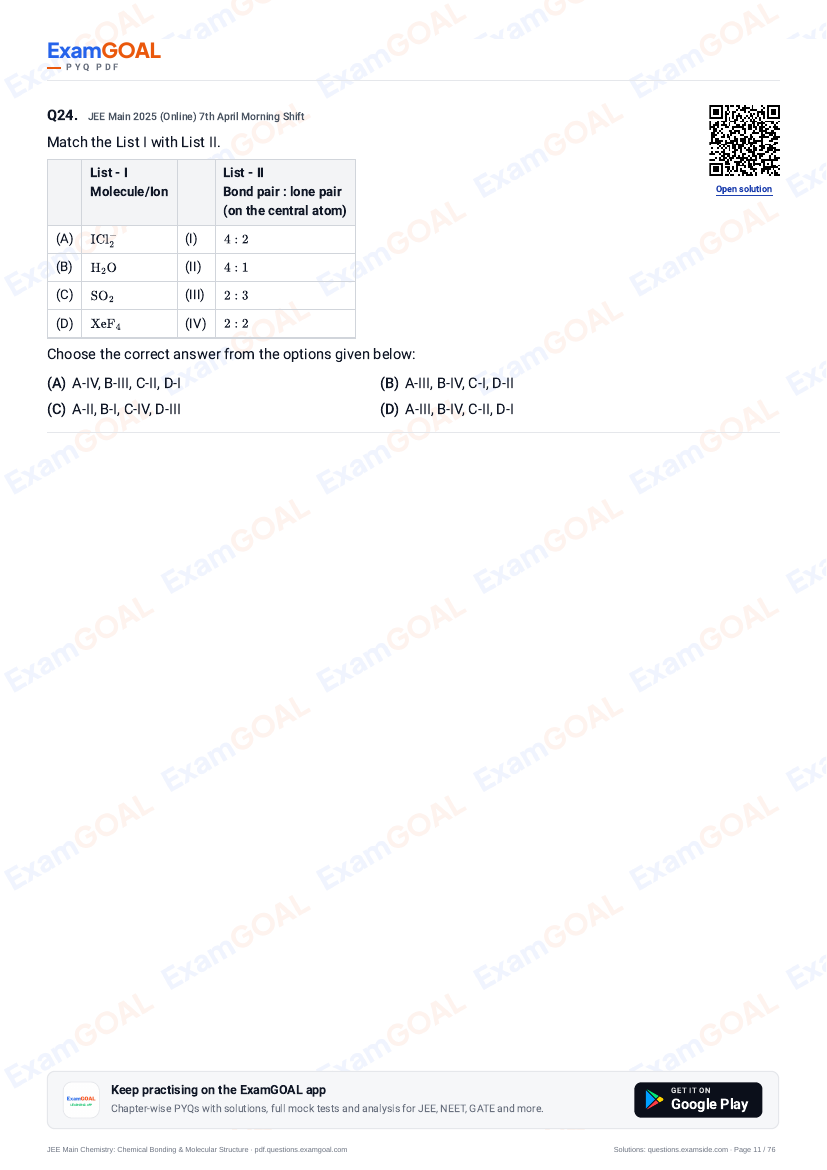 ExamGOAL
PYQ PDF
Q24. JEE Main 2025 (Online) 7th April Morning Shift
Open solution
Match the List I with List II.
List - I Molecule/Ion | List - II Bond pair : lone pair (on the central atom)
(A) ICl₂⁻ (I) 4 : 2
(B) H₂O (II) 4 : 1
(C) SO₂ (III) 2 : 3
(D) XeF₄ (IV) 2 : 2
Choose the correct answer from the options given below:
(A) A-IV, B-III, C-II, D-I (B) A-III, B-IV, C-I, D-II
(C) A-II, B-I, C-IV, D-III (D) A-III, B-IV, C-II, D-I
Keep practising on the ExamGOAL app
Chapter-wise PYQs with solutions, full mock tests and analysis for JEE, NEET, GATE and more.
GET IT ON
Google Play
JEE Main Chemistry: Chemical Bonding & Molecular Structure · pdf.questions.examgoal.com
Solutions: questions.examside.com · Page 11 / 76